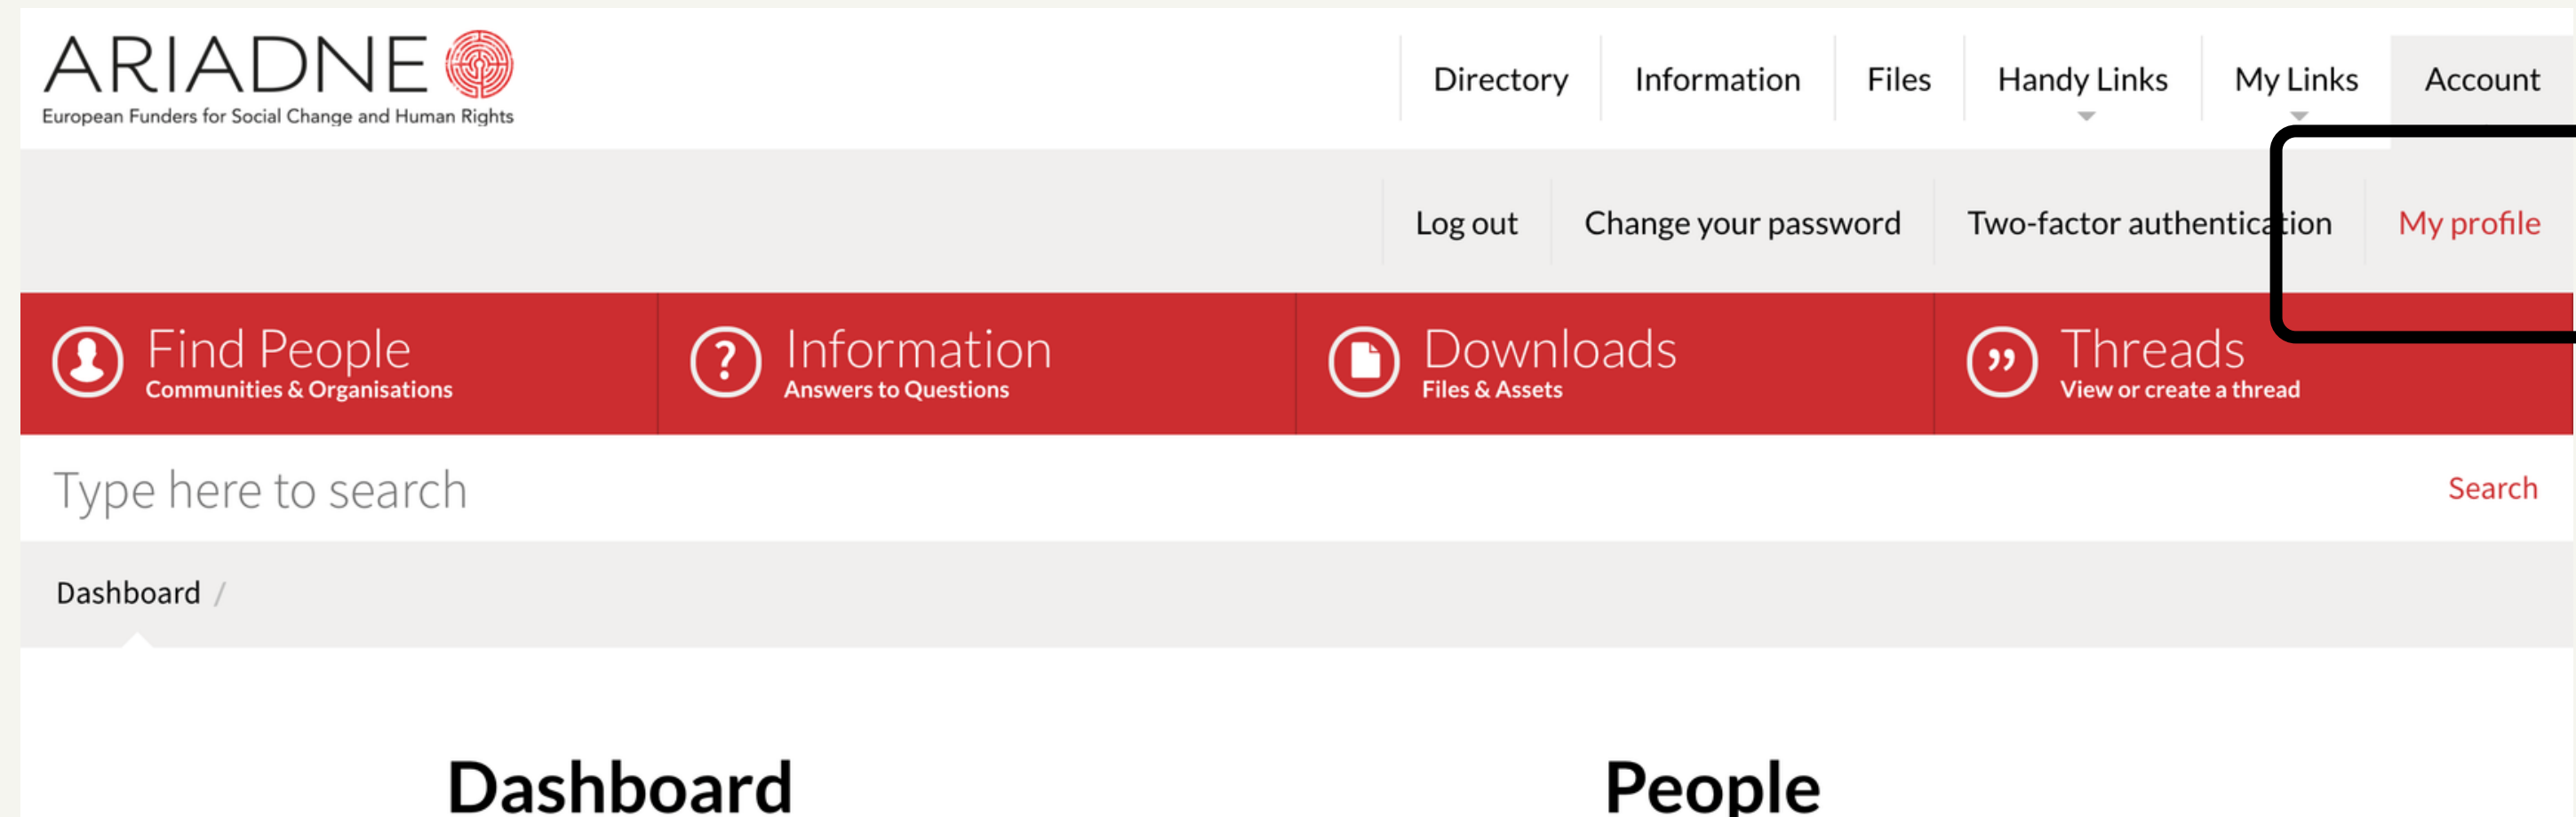 ARIADNE
European Funders for Social Change and Human Rights
Directory Information Files Handy Links My Links Account
Log out Change your password Two-factor authentication My profile
Find People
Communities & Organisations
?
Information
Answers to Questions
Downloads
Files & Assets
”
Threads
View or create a thread
Type here to search Search
Dashboard /
Dashboard People